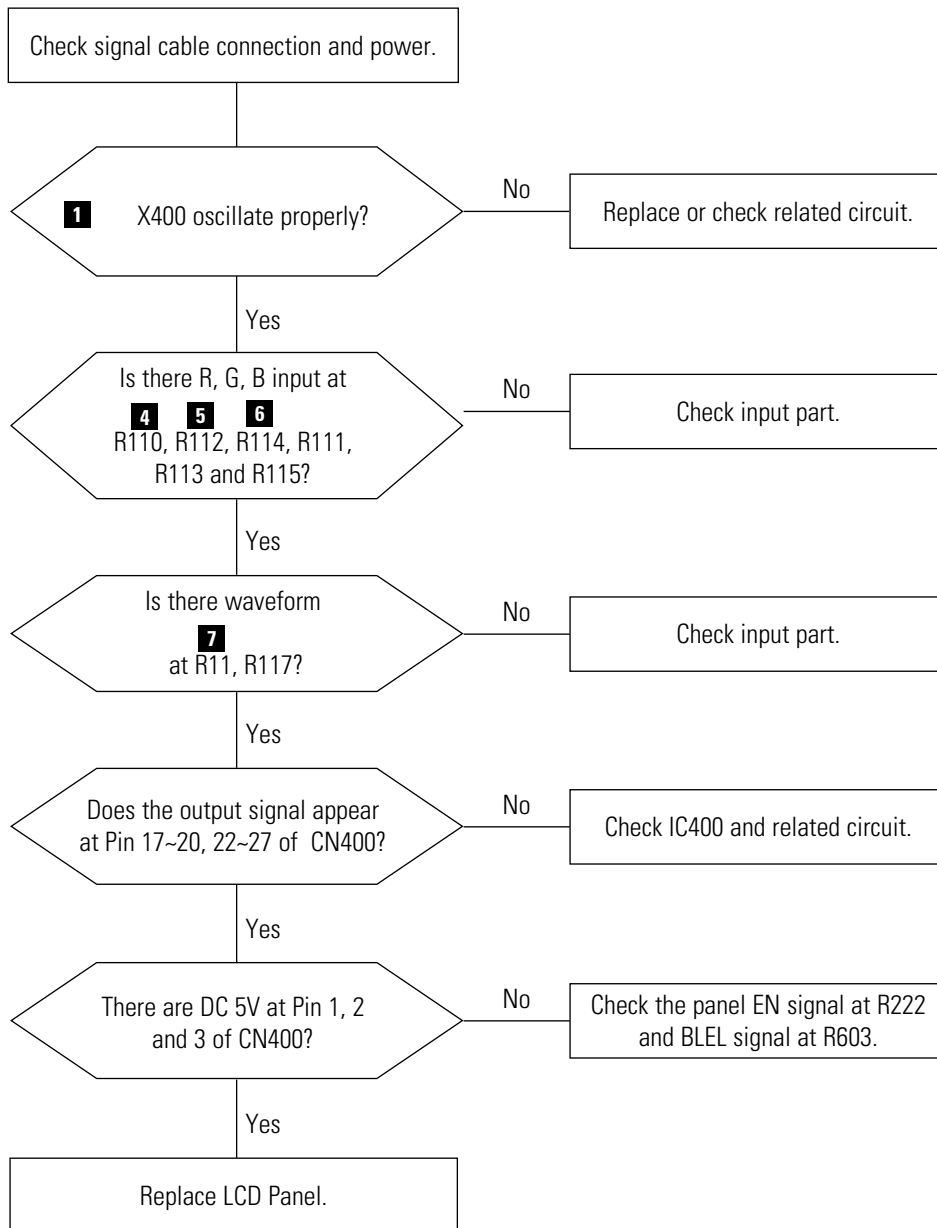 Check signal cable connection and power.
1 X400 oscillate properly?
No
Replace or check related circuit.
Yes
Is there R, G, B input at
4 5 6
R110, R112, R114, R111,
R113 and R115?
No
Check input part.
Yes
Is there waveform
7
at R11, R117?
No
Check input part.
Yes
Does the output signal appear
at Pin 17~20, 22~27 of CN400?
No
Check IC400 and related circuit.
Yes
There are DC 5V at Pin 1, 2
and 3 of CN400?
No
Check the panel EN signal at R222
and BLEL signal at R603.
Yes
Replace LCD Panel.